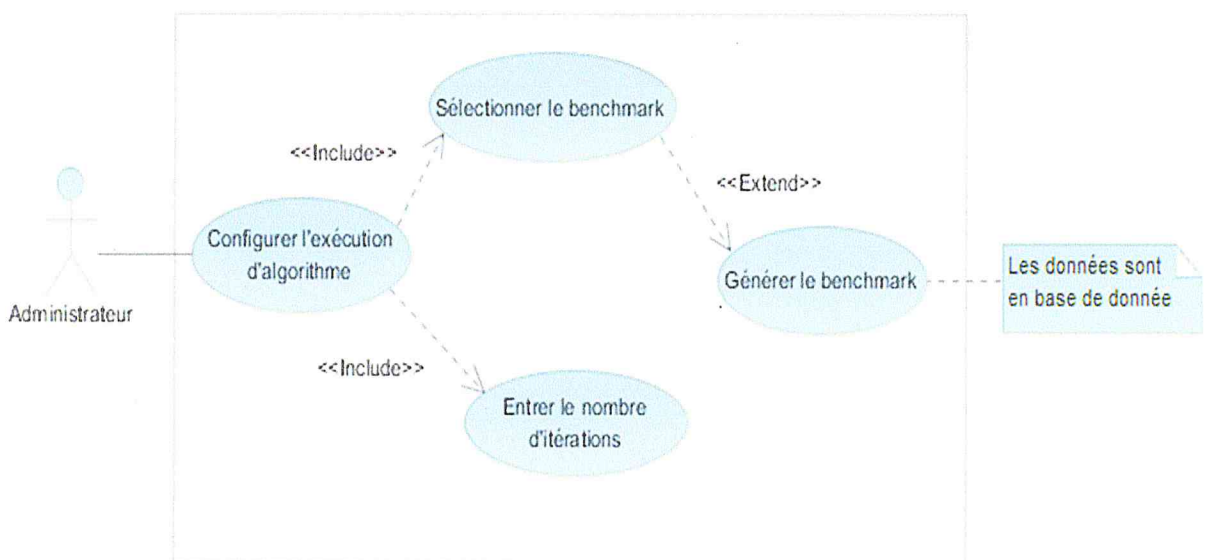 Sélectionner le benchmark
<<Include>>
<<Extend>>
Configurer l'exécution
d'algorithme
Générer le benchmark
Les données sont
en base de donnée
Administrateur
<<Include>>
Entrer le nombre
d'itérations